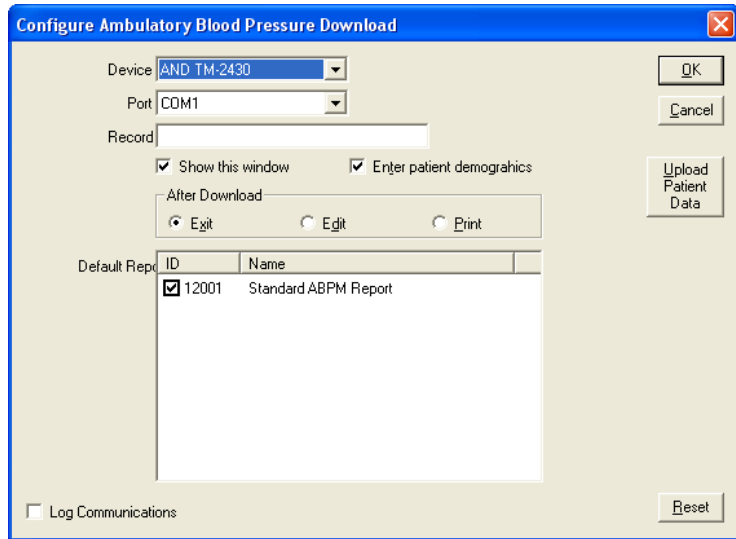 Configure Ambulatory Blood Pressure Download
Device AND TM-2430
OK
Port COM1
Cancel
Record
Show this window Enter patient demograhics
Upload
Patient
Data
After Download
Exit Edit Print
Default Repo ID Name
12001 Standard ABPM Report
Log Communications
Reset